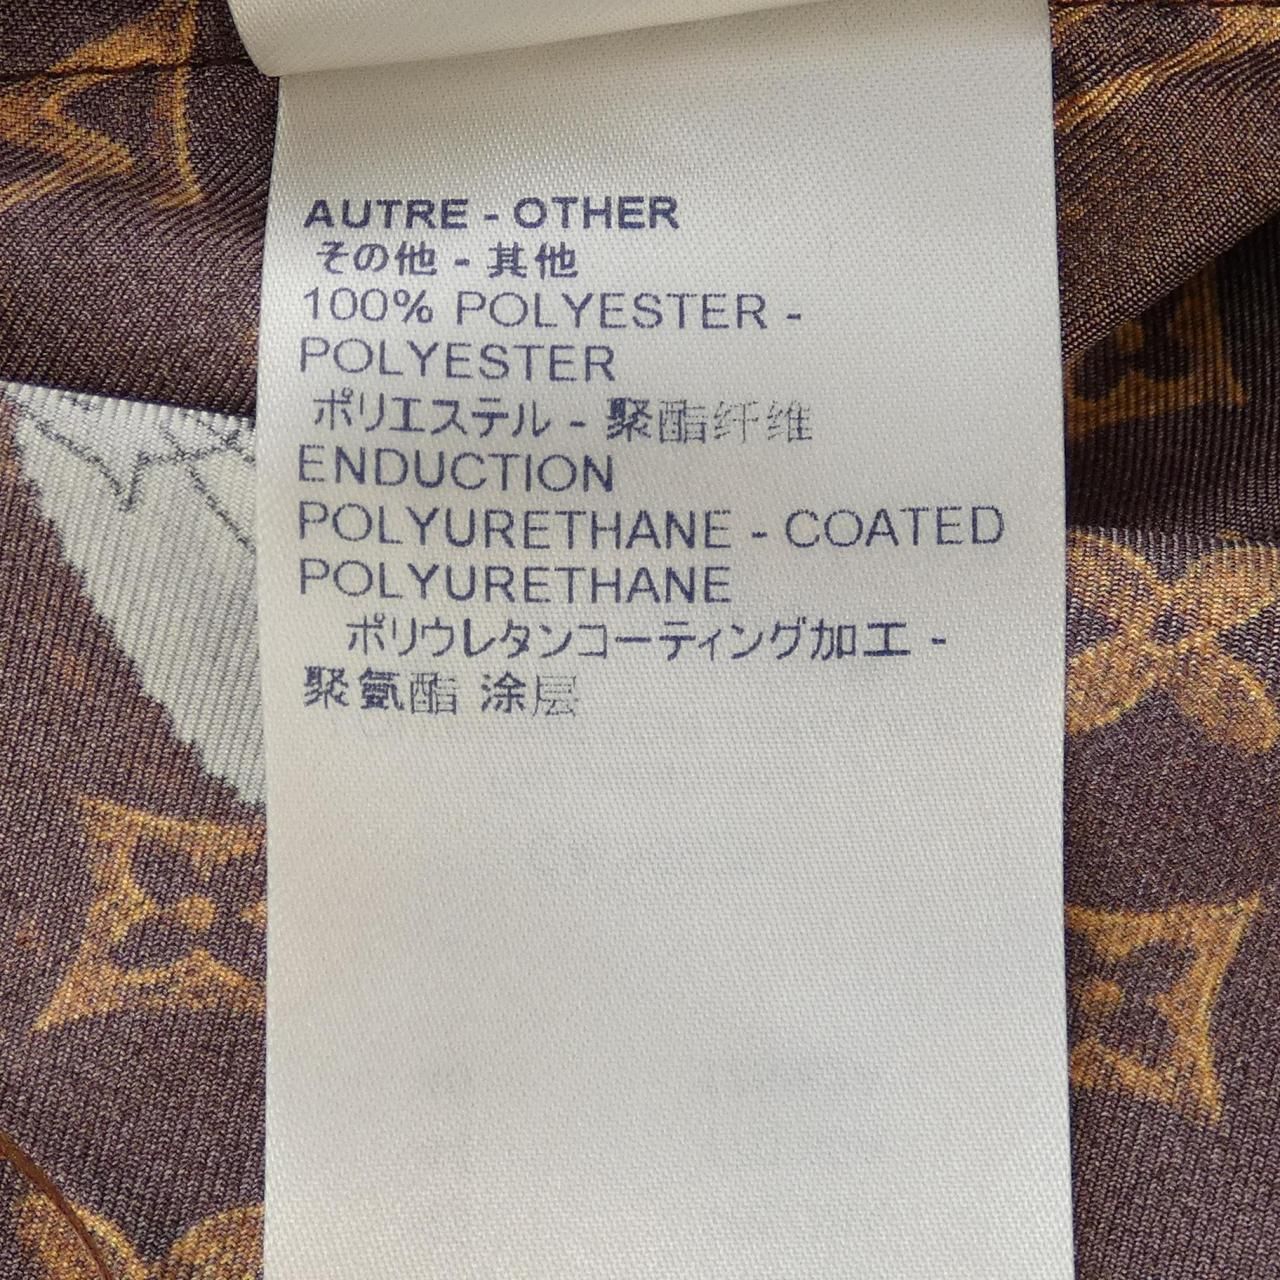 AUTRE - OTHER
その他 - 其他
100% POLYESTER -
POLYESTER
ポリエステル - 聚酯纤维
ENDUCTION
POLYURETHANE - COATED
POLYURETHANE
ポリウレタンコーティング加工 -
聚氨酯 涂层